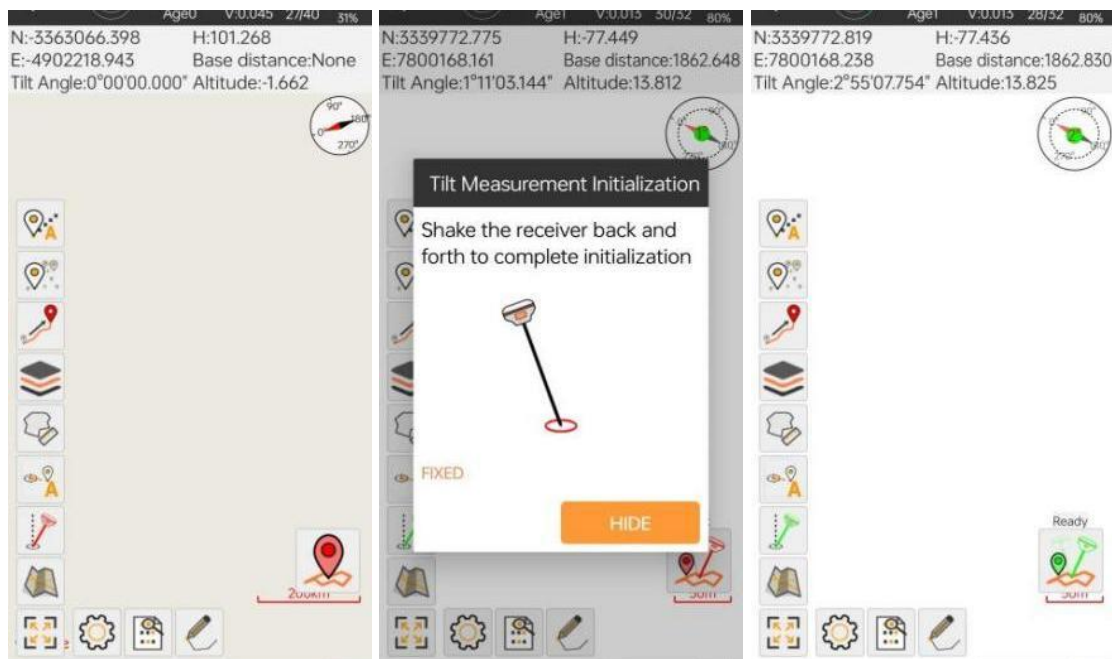 Age0 V:0.045 27/40 31%
N:-3363066.398 H:101.268
E:-4902218.943 Base distance:None
Tilt Angle:0°00'00.000" Altitude:-1.662
90°
180°
0°
270°
200km
Age1 V:0.013 30/32 80%
N:3339772.775 H:-77.449
E:7800168.161 Base distance:1862.648
Tilt Angle:1°11'03.144" Altitude:13.812
Tilt Measurement Initialization
Shake the receiver back and
forth to complete initialization
FIXED
HIDE
50m
Age1 V:0.013 28/32 80%
N:3339772.819 H:-77.436
E:7800168.238 Base distance:1862.830
Tilt Angle:2°55'07.754" Altitude:13.825
Ready
50m